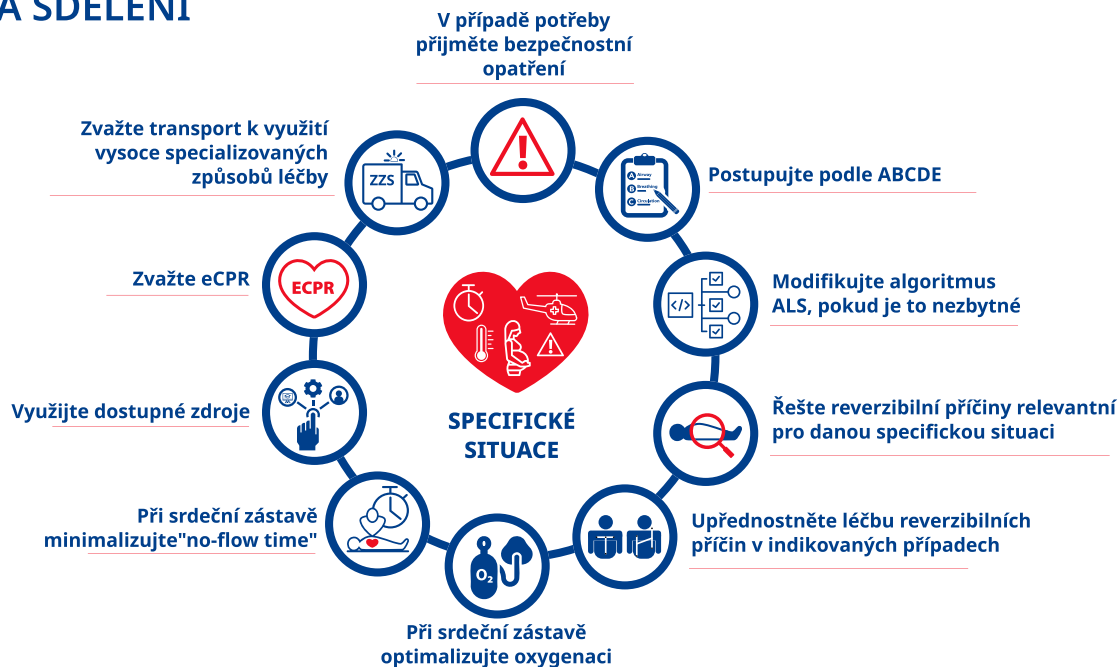 A SDĚLENÍ
V případě potřeby
přijměte bezpečnostní
opatření
Postupujte podle ABCDE
A Airway
B Breathing
C Circulation
Modifikujte algoritmus
ALS, pokud je to nezbytné
</>
Řešte reverzibilní příčiny relevantní
pro danou specifickou situaci
Upřednostněte léčbu reverzibilních
příčin v indikovaných případech
O₂
Při srdeční zástavě
optimalizujte oxygenaci
Při srdeční zástavě
minimalizujte"no-flow time"
Využijte dostupné zdroje
Zvažte eCPR
ECPR
Zvažte transport k využití
vysoce specializovaných
způsobů léčby
ZZS
SPECIFICKÉ
SITUACE